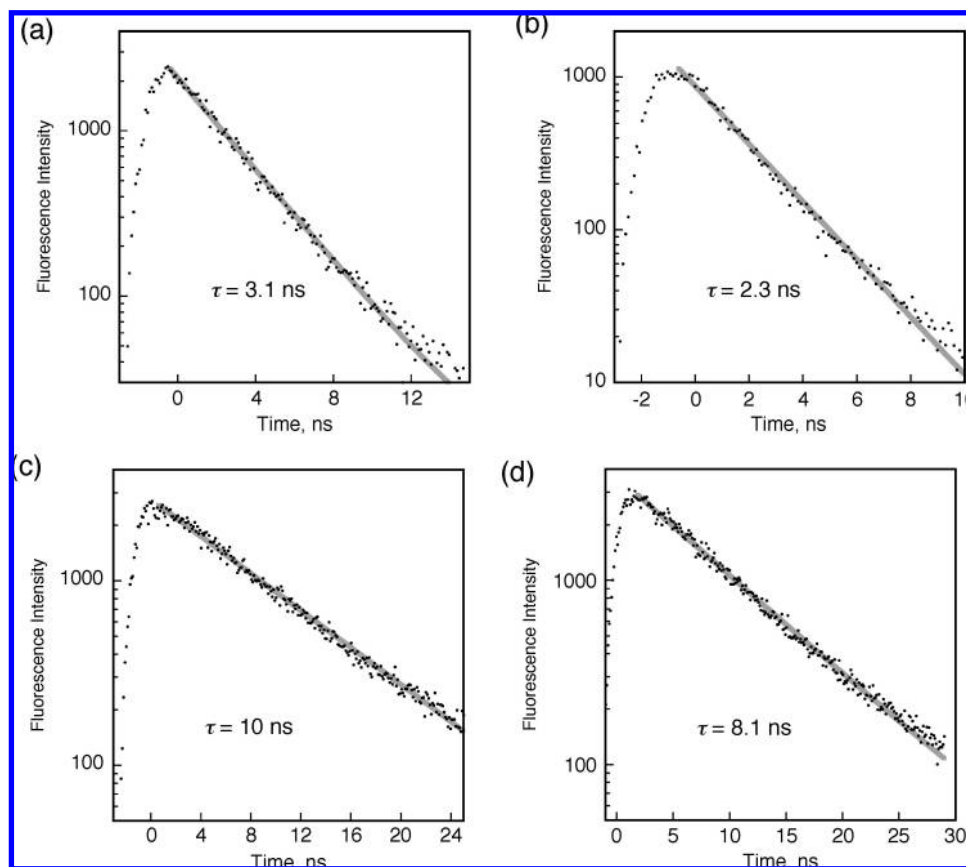 (a)
Fluorescence Intensity
1000
100
τ = 3.1 ns
0 4 8 12
Time, ns
(b)
Fluorescence Intensity
1000
100
10
τ = 2.3 ns
-2 0 2 4 6 8 10
Time, ns
(c)
Fluorescence Intensity
1000
100
τ = 10 ns
0 4 8 12 16 20 24
Time, ns
(d)
Fluorescence Intensity
1000
100
τ = 8.1 ns
0 5 10 15 20 25 30
Time, ns